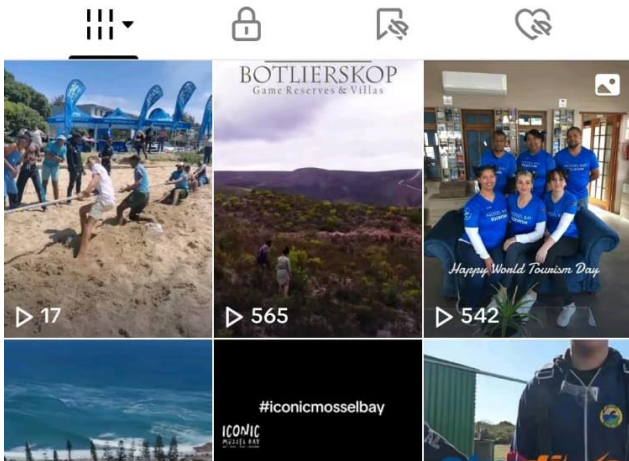 BOTLIERSKOP
Game Reserves & Villas
Happy World Tourism Day
17
565
542
#iconicmosselbay
ICONIC
MOSSEL BAY